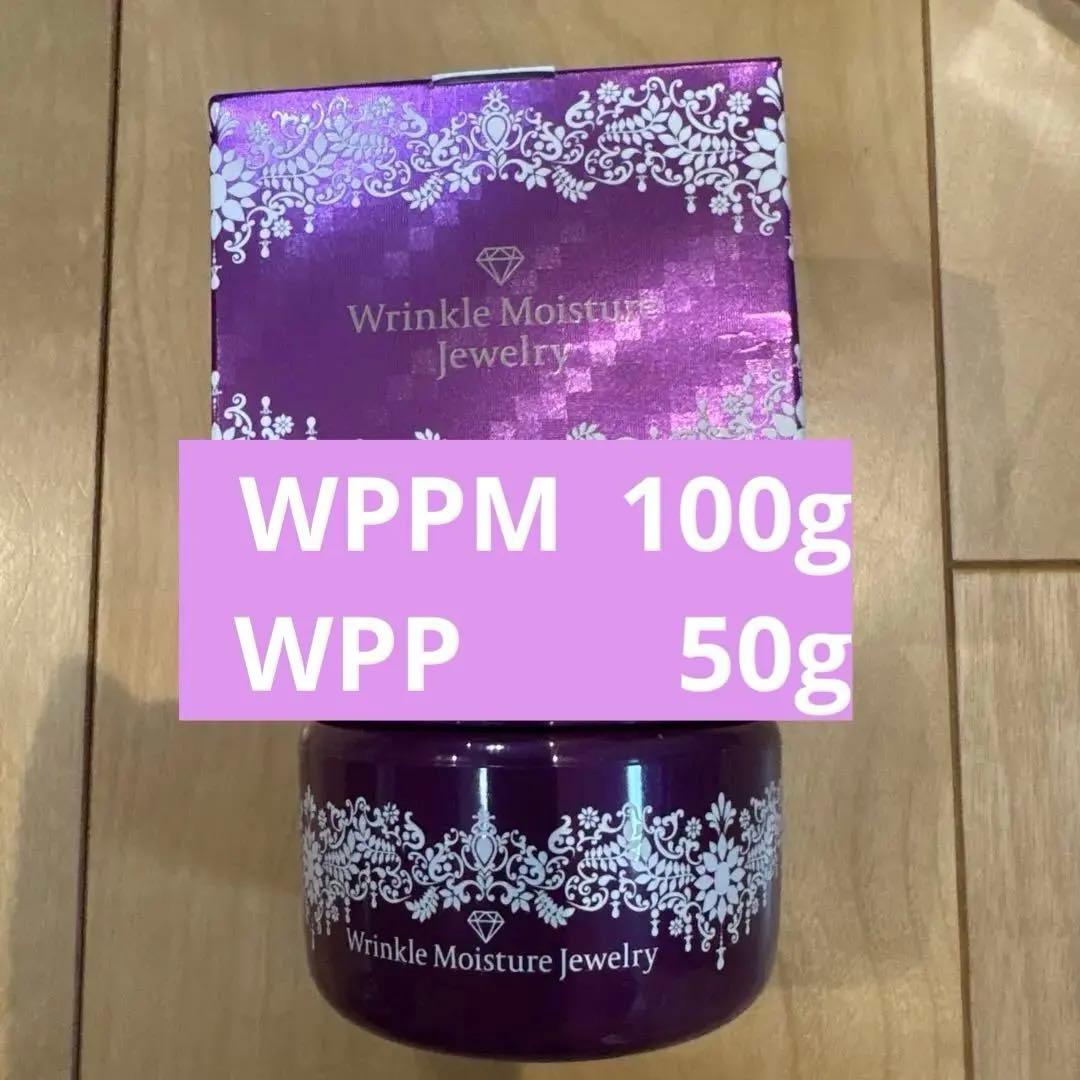 Wrinkle Moisture
Jewelry
WPPM 100g
WPP 50g
Wrinkle Moisture Jewelry